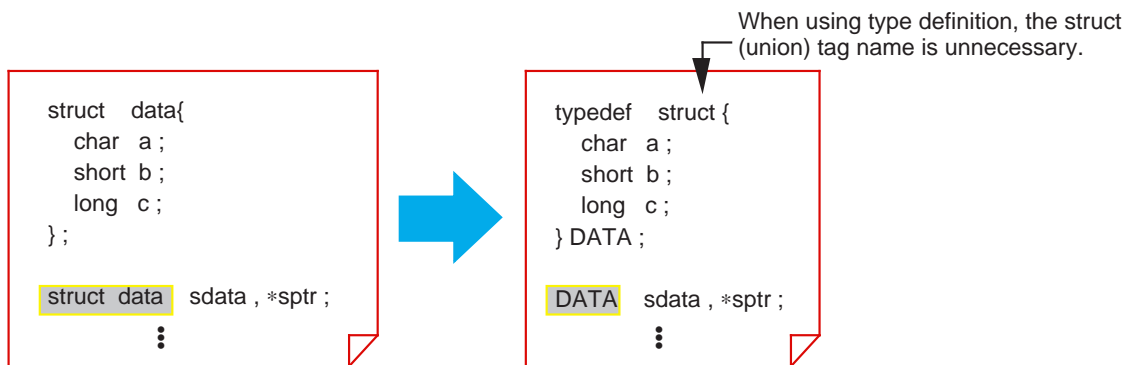 When using type definition, the struct
(union) tag name is unnecessary.
struct data{
char a ;
short b ;
long c ;
} ;
struct data sdata , *sptr ;
typedef struct {
char a ;
short b ;
long c ;
} DATA ;
DATA sdata , *sptr ;